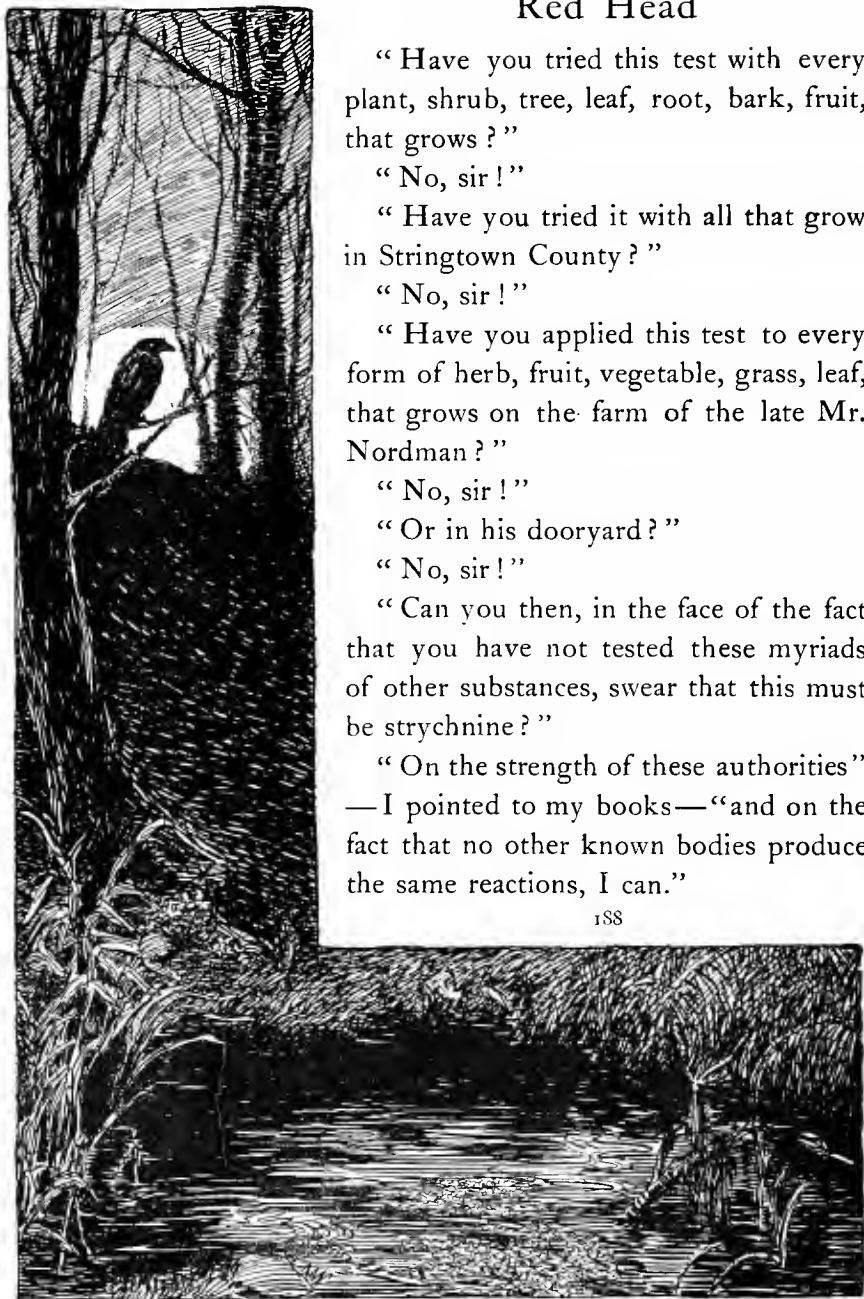 Red Head
“ Have you tried this test with every
plant, shrub, tree, leaf, root, bark, fruit,
that grows ? ”
“ No, sir ! ”
“ Have you tried it with all that grow
in Stringtown County ? ”
“ No, sir ! ”
“ Have you applied this test to every
form of herb, fruit, vegetable, grass, leaf,
that grows on the farm of the late Mr.
Nordman ? ”
“ No, sir ! ”
“ Or in his dooryard ? ”
“ No, sir ! ”
“ Can you then, in the face of the fact
that you have not tested these myriads
of other substances, swear that this must
be strychnine ? ”
“ On the strength of these authorities”
— I pointed to my books—“and on the
fact that no other known bodies produce
the same reactions, I can.”
188